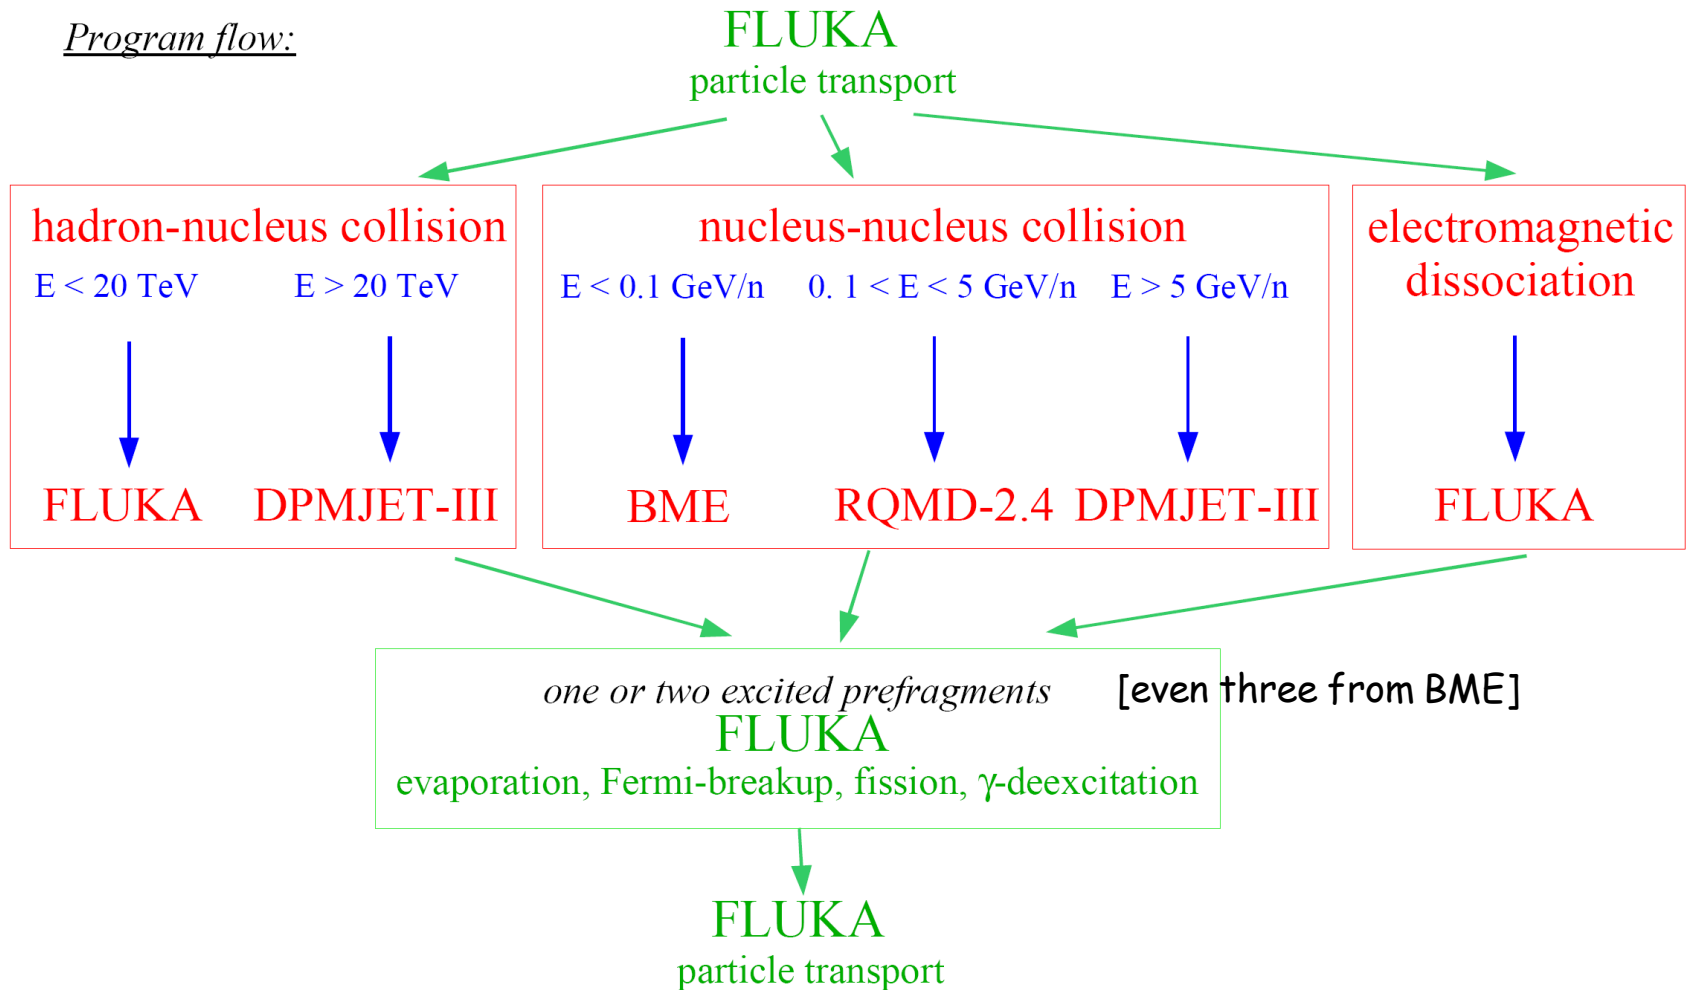 Program flow:
FLUKA
particle transport
hadron-nucleus collision
E < 20 TeV
E > 20 TeV
FLUKA
DPMJET-III
nucleus-nucleus collision
E < 0.1 GeV/n
0. 1 < E < 5 GeV/n
E > 5 GeV/n
BME
RQMD-2.4
DPMJET-III
electromagnetic
dissociation
FLUKA
one or two excited prefragments
[even three from BME]
FLUKA
evaporation, Fermi-breakup, fission, γ-deexcitation
FLUKA
particle transport